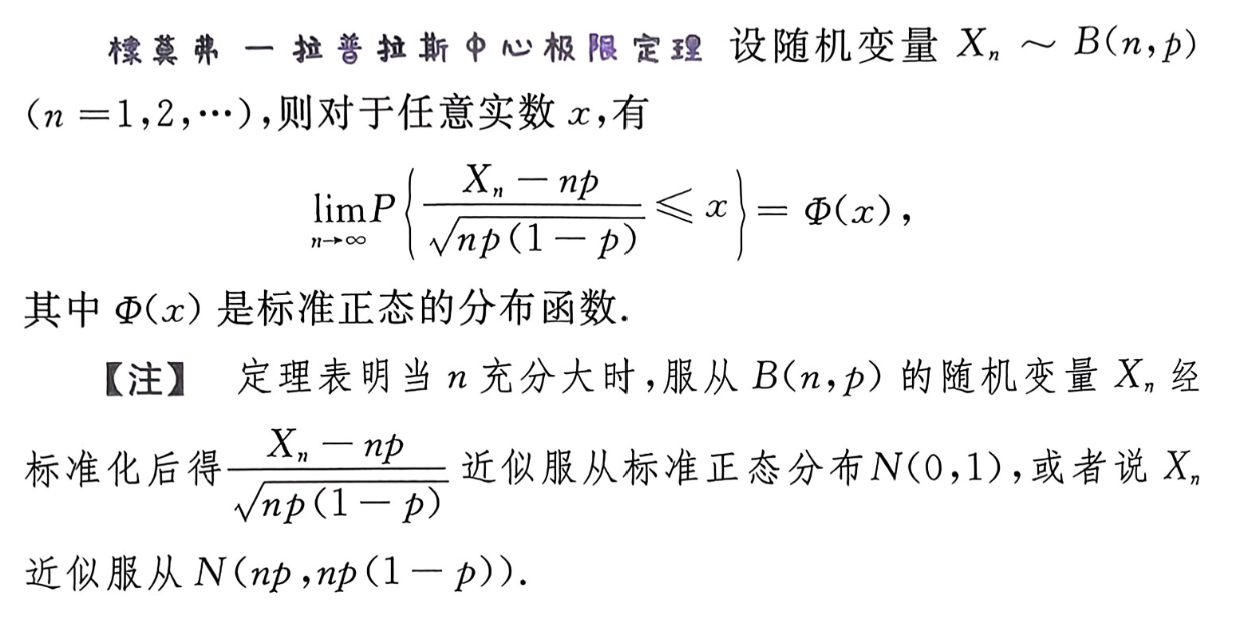 棣莫弗—拉普拉斯中心极限定理 设随机变量 $X_n \sim B(n,p)$
$(n=1,2,\cdots)$,则对于任意实数 $x$,有
$\lim\limits_{n\to\infty}P\left\{\frac{X_n-np}{\sqrt{np(1-p)}}\leqslant x\right\}=\Phi(x),$
其中 $\Phi(x)$ 是标准正态的分布函数.
【注】 定理表明当 $n$ 充分大时,服从 $B(n,p)$ 的随机变量 $X_n$ 经
标准化后得 $\frac{X_n-np}{\sqrt{np(1-p)}}$ 近似服从标准正态分布 $N(0,1)$,或者说 $X_n$
近似服从 $N(np,np(1-p))$.